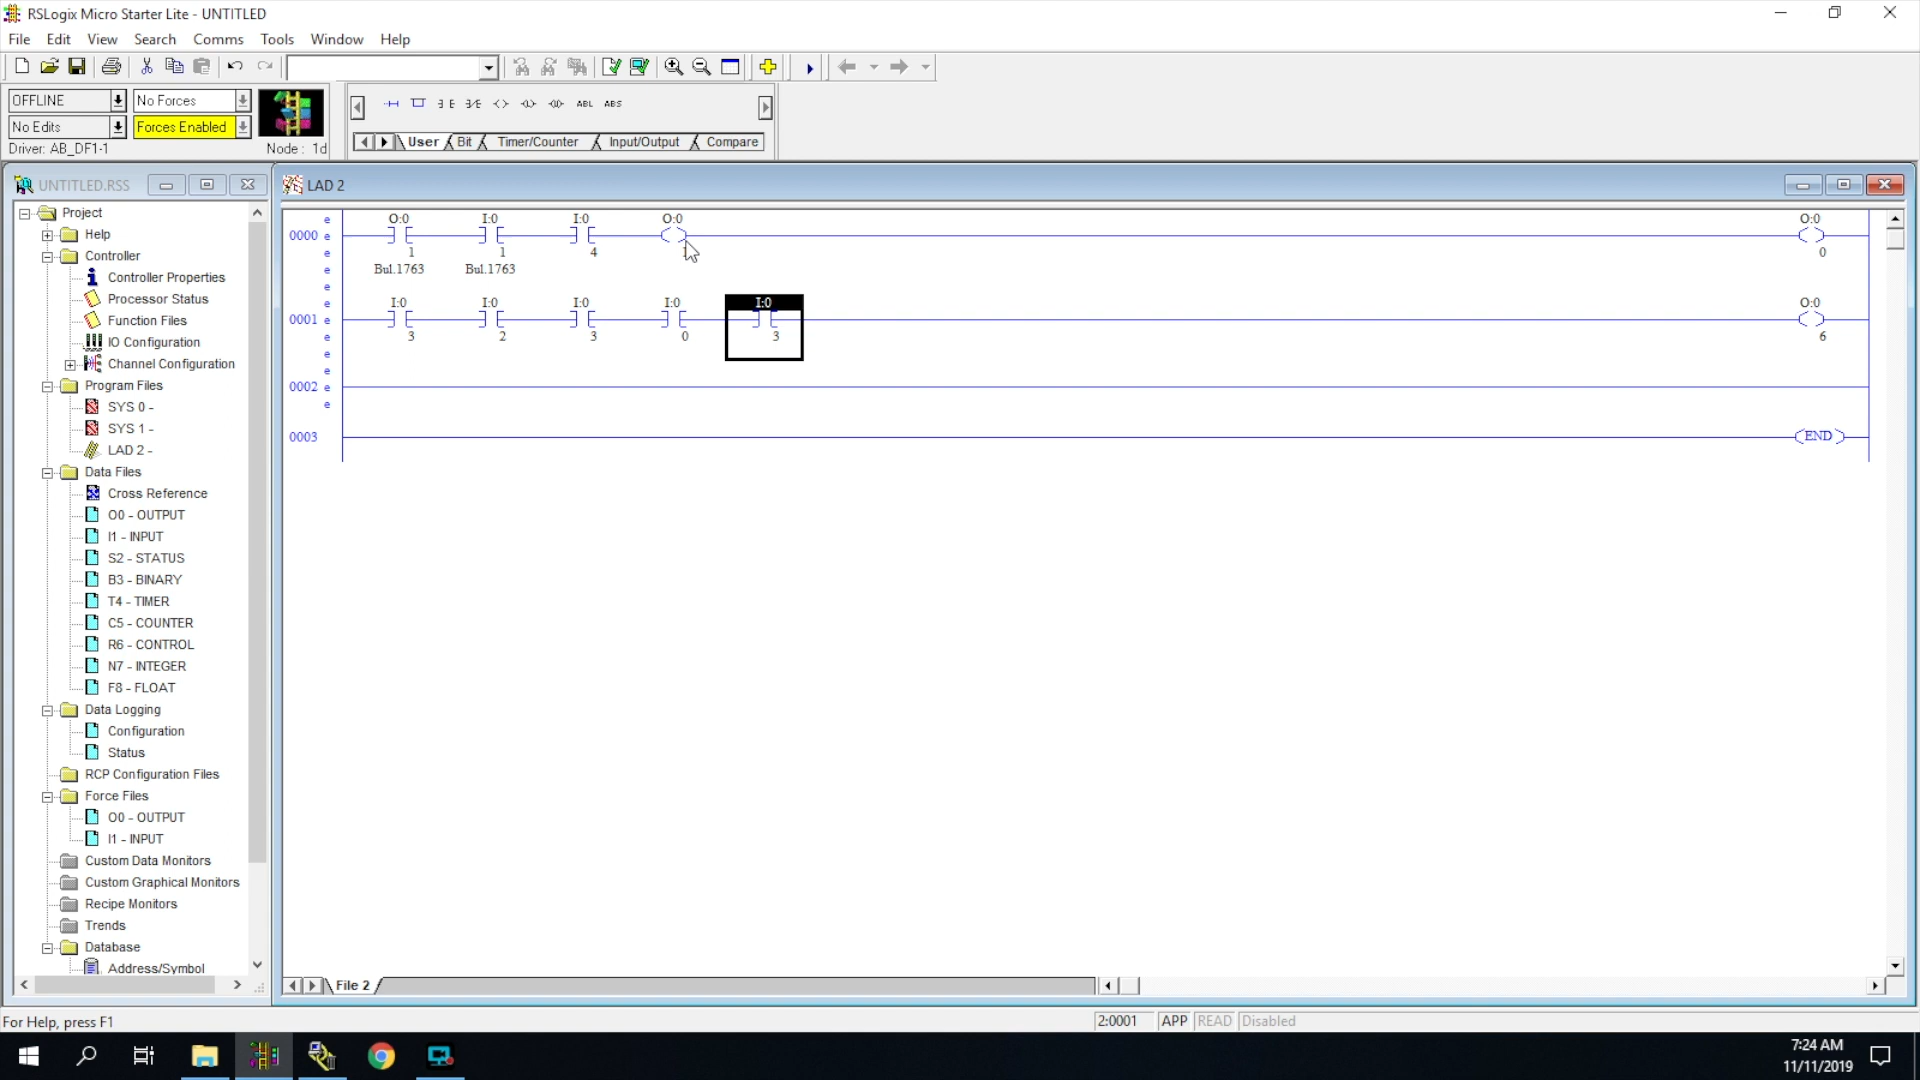 RSLogix Micro Starter Lite - UNTITLED
File Edit View Search Comms Tools Window Help
OFFLINE No Forces
No Edits Forces Enabled
Driver: AB_DF1-1 Node : 1d
ABL ABS
User Bit Timer/Counter Input/Output Compare
UNTITLED.RSS
Project
Help
Controller
Controller Properties
Processor Status
Function Files
IO Configuration
Channel Configuration
Program Files
SYS 0 -
SYS 1 -
LAD 2 -
Data Files
Cross Reference
O0 - OUTPUT
I1 - INPUT
S2 - STATUS
B3 - BINARY
T4 - TIMER
C5 - COUNTER
R6 - CONTROL
N7 - INTEGER
F8 - FLOAT
Data Logging
Configuration
Status
RCP Configuration Files
Force Files
O0 - OUTPUT
I1 - INPUT
Custom Data Monitors
Custom Graphical Monitors
Recipe Monitors
Trends
Database
Address/Symbol
LAD 2
e O:0 I:0 I:0 O:0 O:0
0000 e
e 1 1 4 1 0
e Bul.1763 Bul.1763
e
e I:0 I:0 I:0 I:0 I:0 O:0
0001 e
e 3 2 3 0 3 6
e
e
0002 e
e
0003 END
File 2
For Help, press F1 2:0001 APP READ Disabled
7:24 AM
11/11/2019